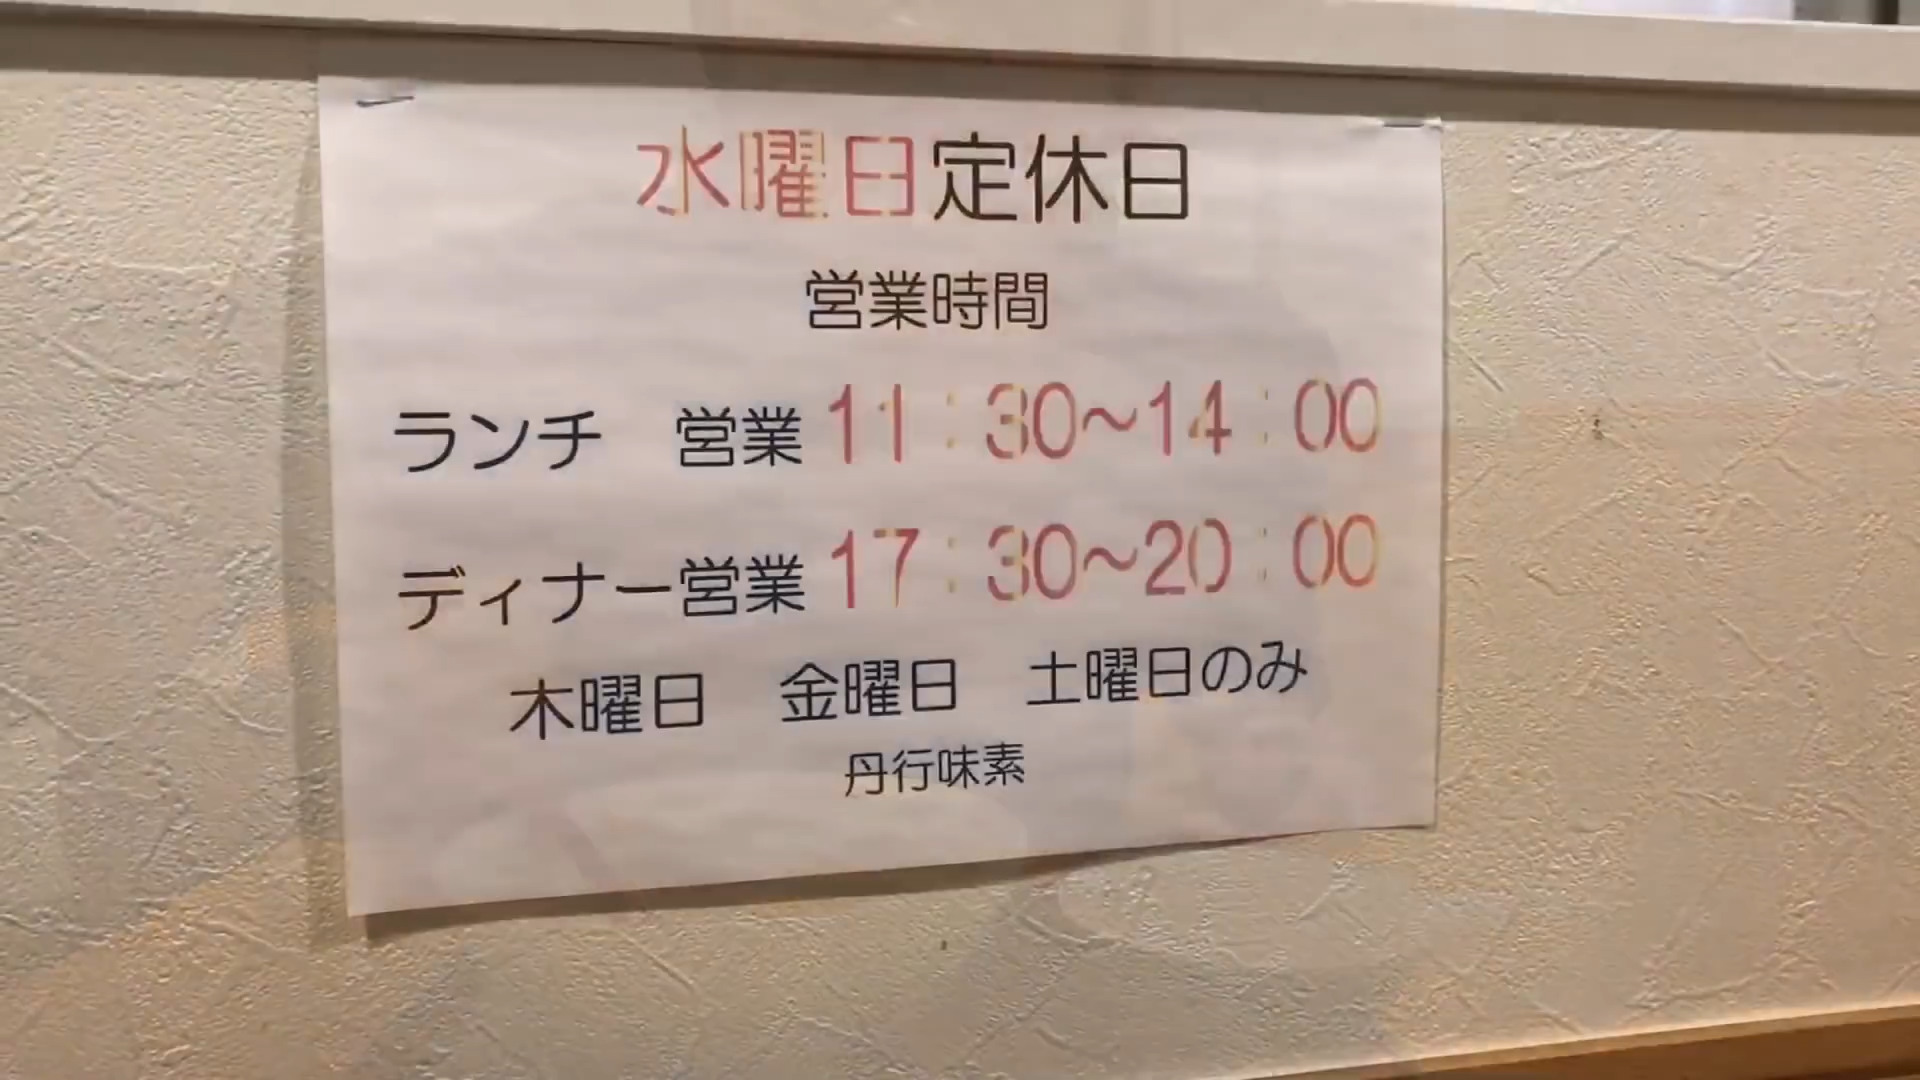 水曜日定休日
営業時間
ランチ　営業 11：30～14：00
ディナー営業 17：30～20：00
木曜日　金曜日　土曜日のみ
丹行味素